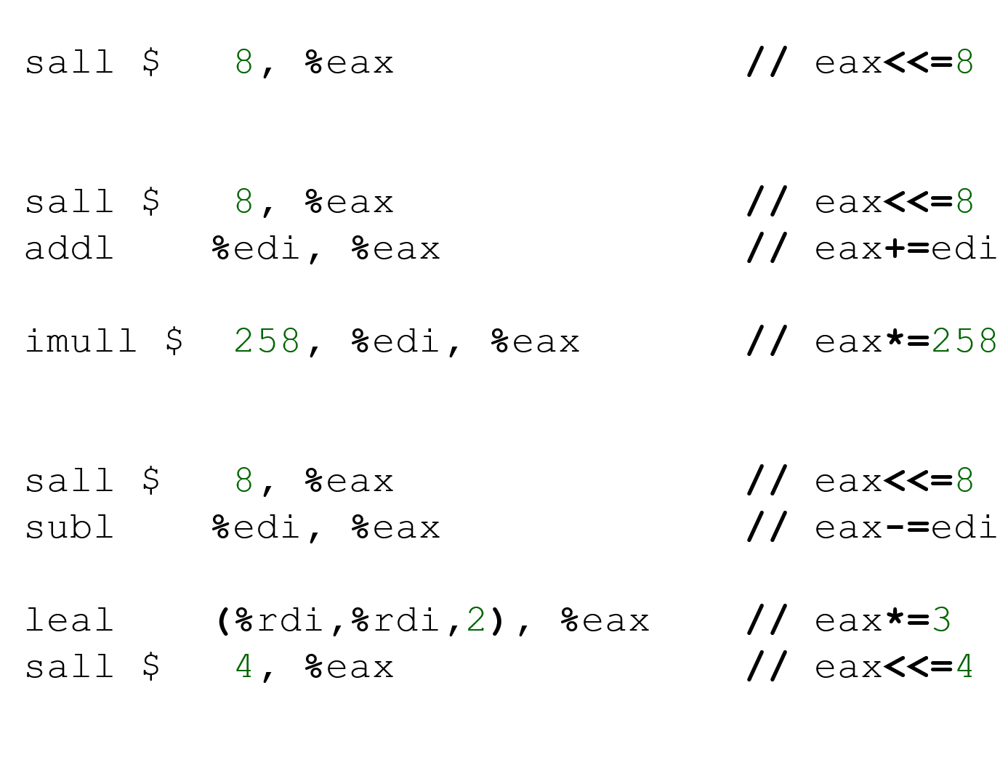 sall $   8, %eax               // eax<<=8
sall $   8, %eax               // eax<<=8
addl    %edi, %eax             // eax+=edi
imull $  258, %edi, %eax       // eax*=258
sall $   8, %eax               // eax<<=8
subl    %edi, %eax             // eax-=edi
leal    (%rdi,%rdi,2), %eax    // eax*=3
sall $   4, %eax               // eax<<=4